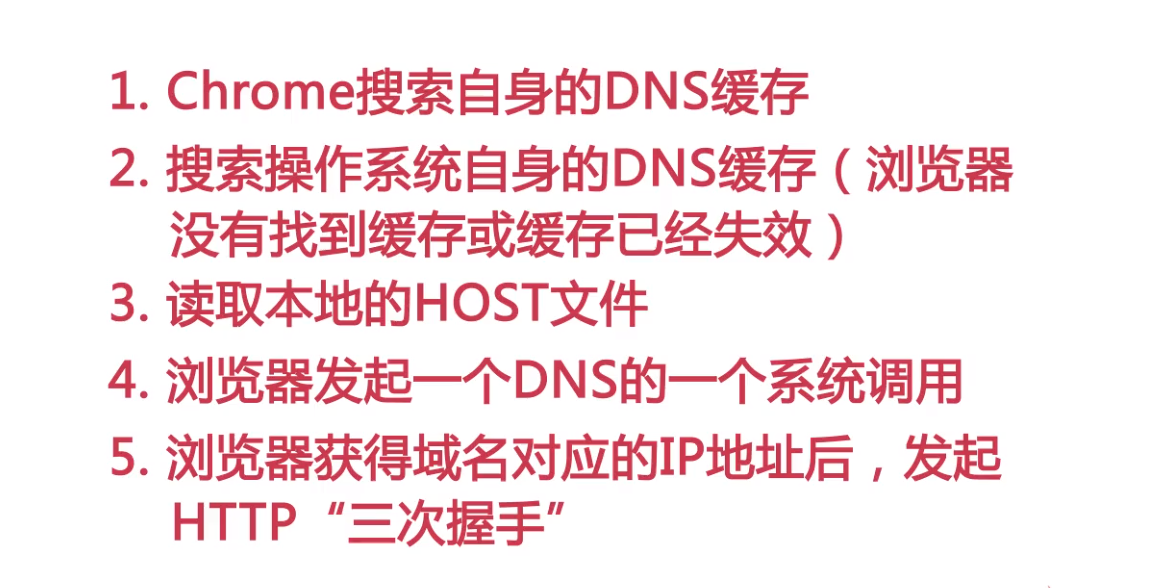 1. Chrome搜索自身的DNS缓存
2. 搜索操作系统自身的DNS缓存（浏览器
没有找到缓存或缓存已经失效）
3. 读取本地的HOST文件
4. 浏览器发起一个DNS的一个系统调用
5. 浏览器获得域名对应的IP地址后，发起
HTTP“三次握手”